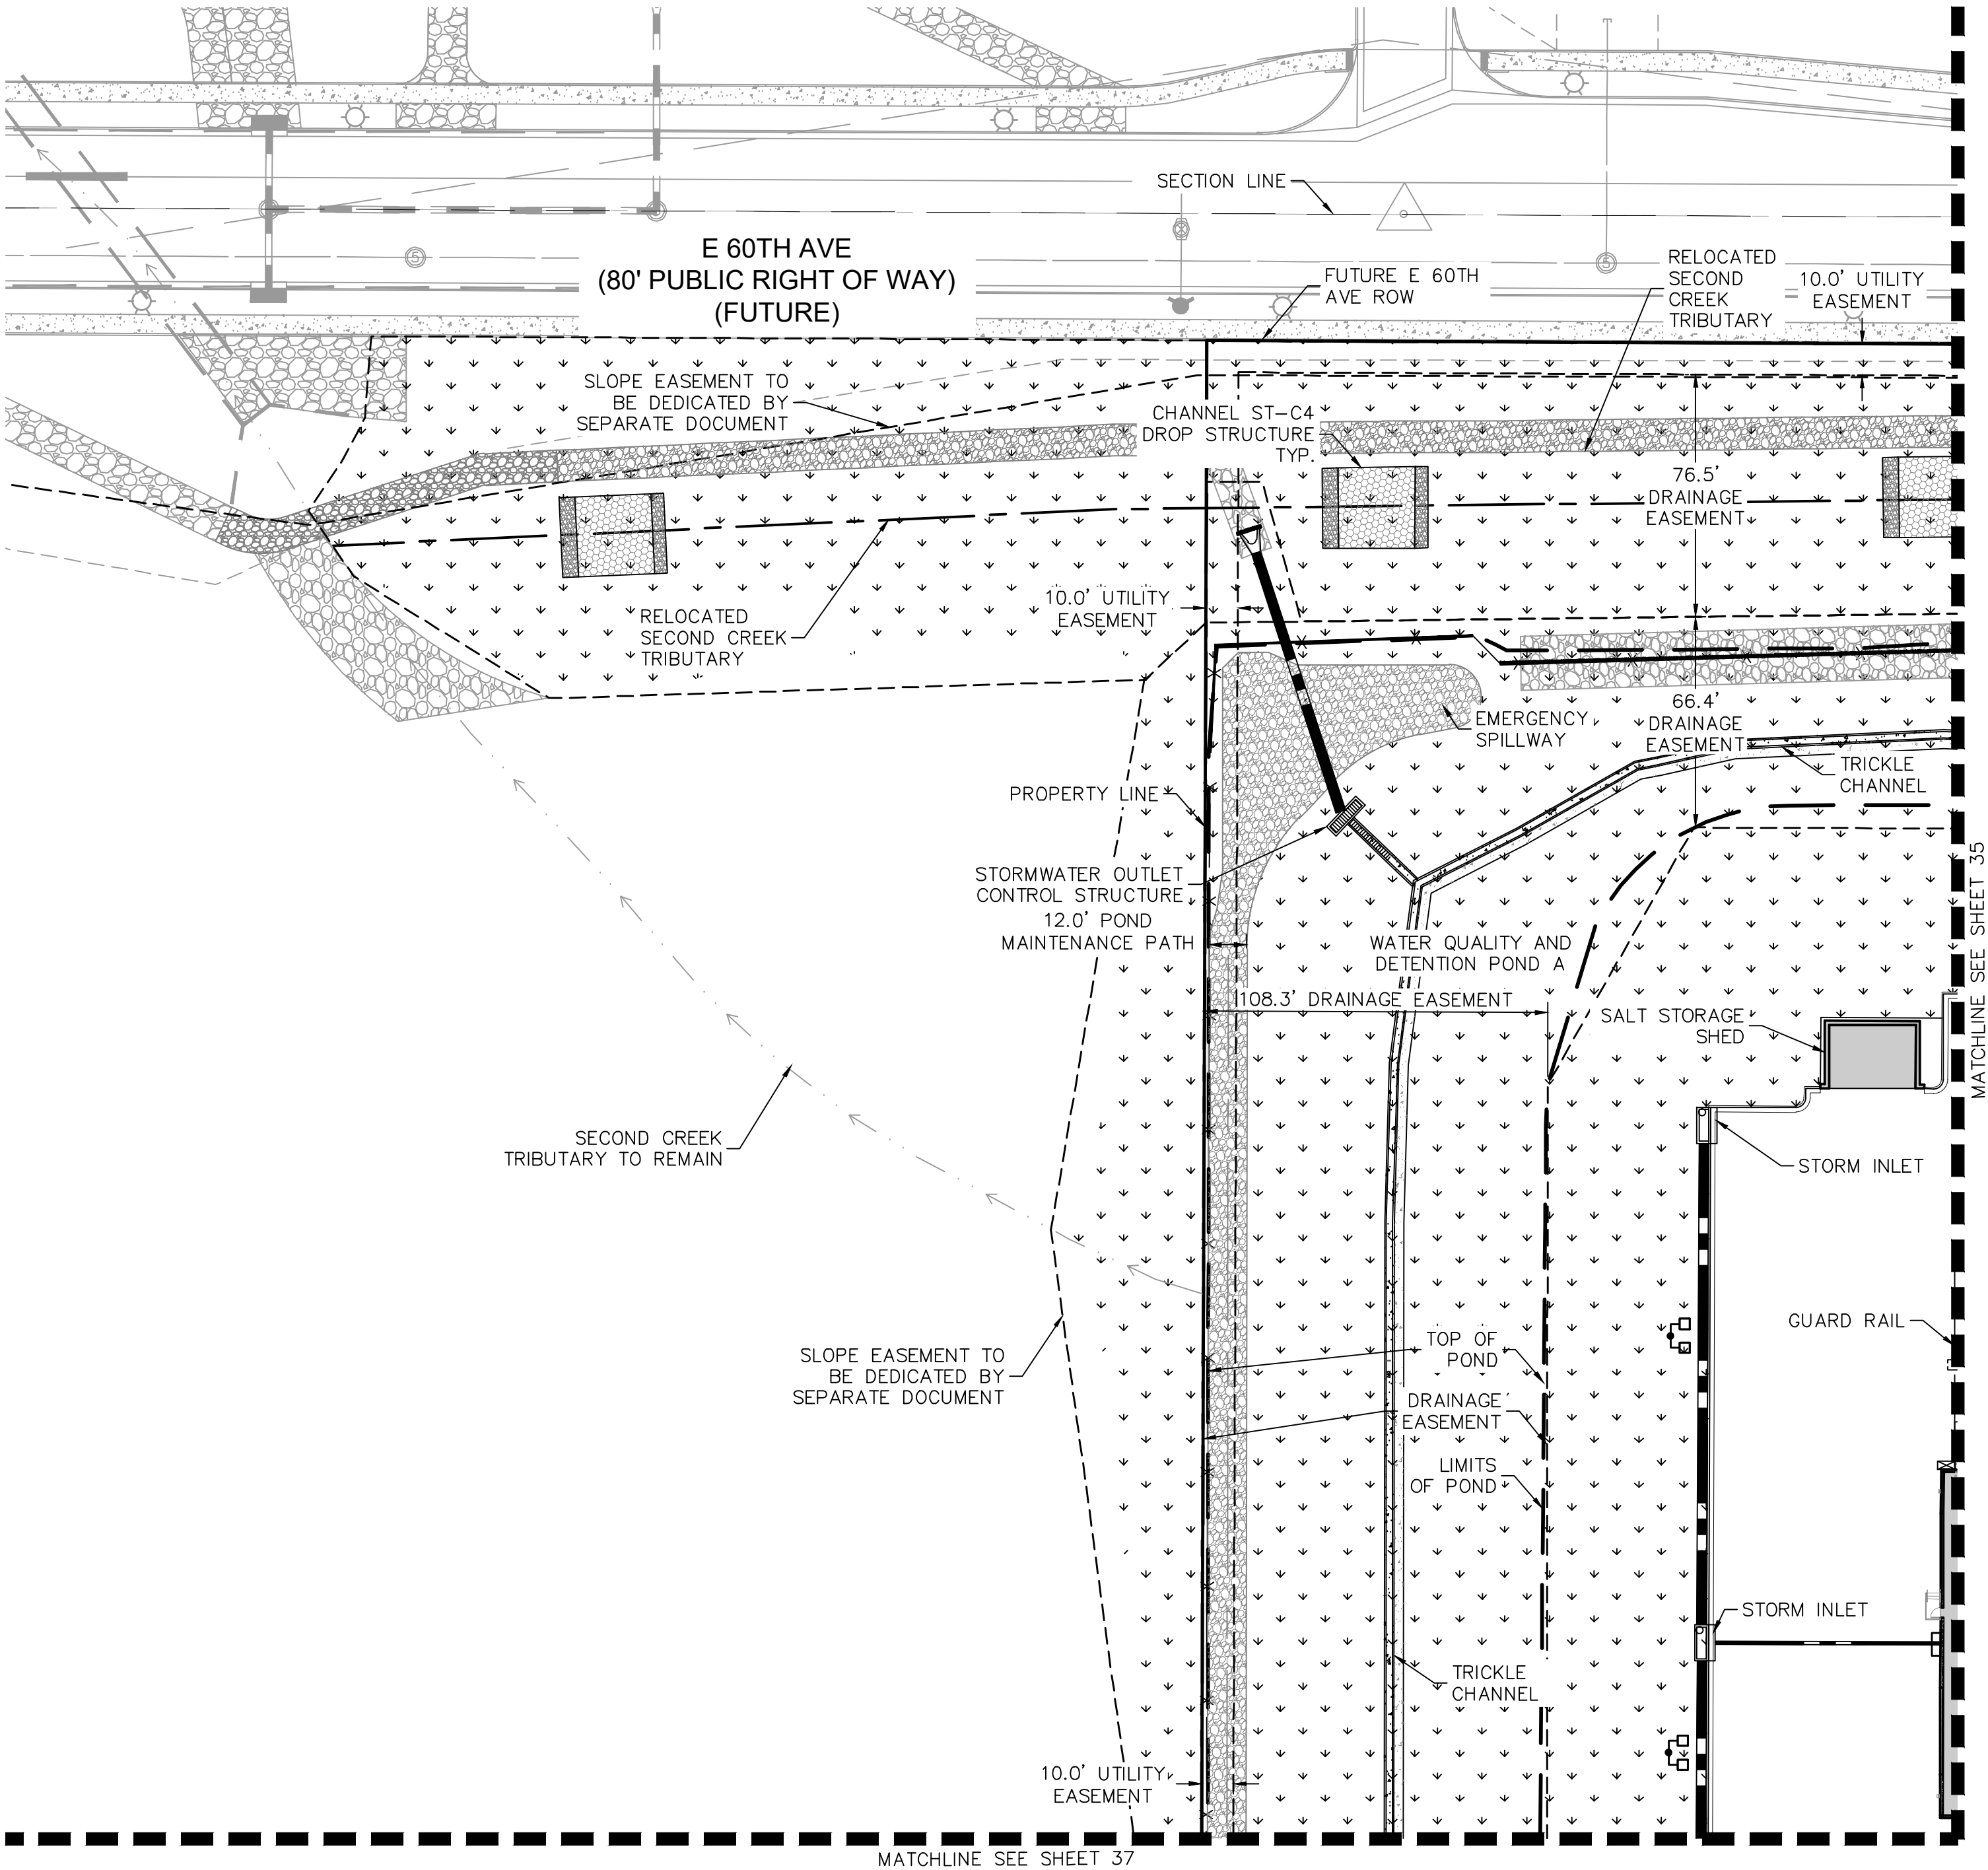 SECTION LINE
E 60TH AVE
(80' PUBLIC RIGHT OF WAY)
(FUTURE)
5
5
FUTURE E 60TH
AVE ROW
RELOCATED
SECOND
CREEK
TRIBUTARY
10.0' UTILITY
EASEMENT
SLOPE EASEMENT TO
BE DEDICATED BY
SEPARATE DOCUMENT
CHANNEL ST-C4
DROP STRUCTURE
TYP.
76.5'
DRAINAGE
EASEMENT
10.0' UTILITY
EASEMENT
RELOCATED
SECOND CREEK
TRIBUTARY
66.4'
DRAINAGE
EASEMENT
EMERGENCY
SPILLWAY
TRICKLE
CHANNEL
PROPERTY LINE
STORMWATER OUTLET
CONTROL STRUCTURE
12.0' POND
MAINTENANCE PATH
WATER QUALITY AND
DETENTION POND A
108.3' DRAINAGE EASEMENT
SALT STORAGE
SHED
MATCHLINE SEE SHEET 35
SECOND CREEK
TRIBUTARY TO REMAIN
STORM INLET
GUARD RAIL
SLOPE EASEMENT TO
BE DEDICATED BY
SEPARATE DOCUMENT
TOP OF
POND
DRAINAGE
EASEMENT
LIMITS
OF POND
STORM INLET
TRICKLE
CHANNEL
10.0' UTILITY
EASEMENT
MATCHLINE SEE SHEET 37